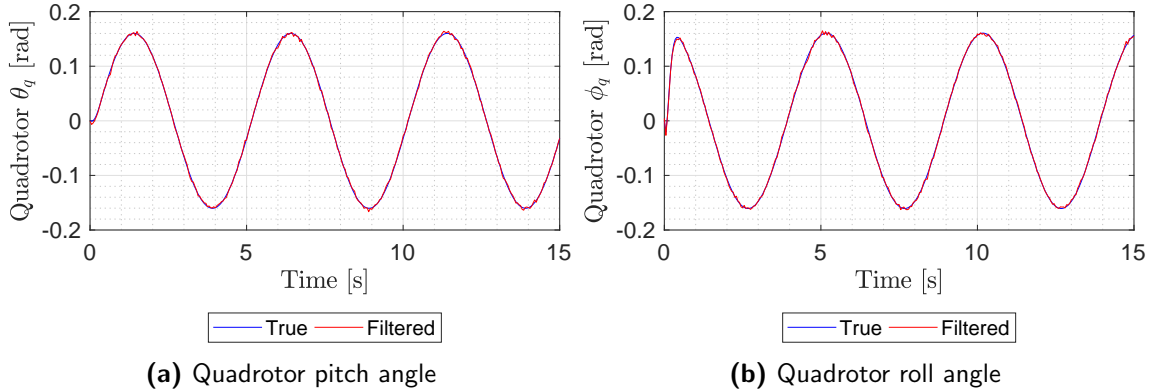 0.2
0.1
0
-0.1
-0.2
Quadrotor θq [rad]
0 5 10 15
Time [s]
True Filtered
(a) Quadrotor pitch angle
0.2
0.1
0
-0.1
-0.2
Quadrotor ϕq [rad]
0 5 10 15
Time [s]
True Filtered
(b) Quadrotor roll angle